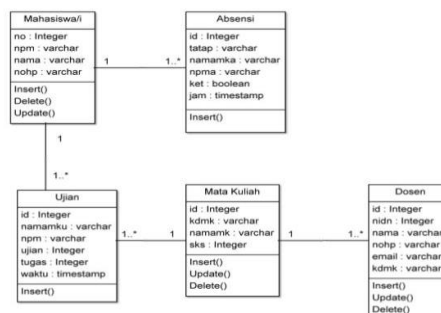 Mahasiswa/i
no : Integer
npm : varchar
nama : varchar
nohp : varchar
Insert()
Delete()
Update()
1
1..*
Absensi
id : Integer
tatap : varchar
namamka : varchar
npma : varchar
ket : boolean
jam : timestamp
Insert()
1
1..*
Ujian
id : Integer
namamku : varchar
npm : varchar
ujian : Integer
tugas : Integer
waktu : timestamp
Insert()
1..*
1
Mata Kuliah
id : Integer
kdmk : varchar
namamk : varchar
sks : Integer
Insert()
Update()
Delete()
1
1..*
Dosen
id : Integer
nidn : Integer
nama : varchar
nohp : varchar
email : varchar
kdmk : varchar
Insert()
Update()
Delete()